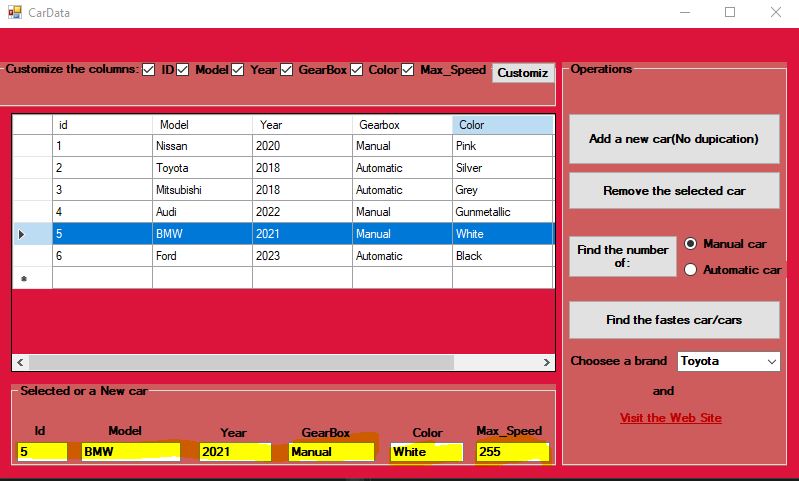 CarData
Customize the columns: ID Model Year GearBox Color Max_Speed Customiz
Operations
id Model Year Gearbox Color
1 Nissan 2020 Manual Pink
2 Toyota 2018 Automatic Silver
3 Mitsubishi 2018 Automatic Grey
4 Audi 2022 Manual Gunmetallic
5 BMW 2021 Manual White
6 Ford 2023 Automatic Black
Add a new car(No dupication)
Remove the selected car
Find the number
of:
Manual car
Automatic car
Find the fastes car/cars
Choosee a brand Toyota
and
Visit the Web Site
Selected or a New car
Id Model Year GearBox Color Max_Speed
5 BMW 2021 Manual White 255